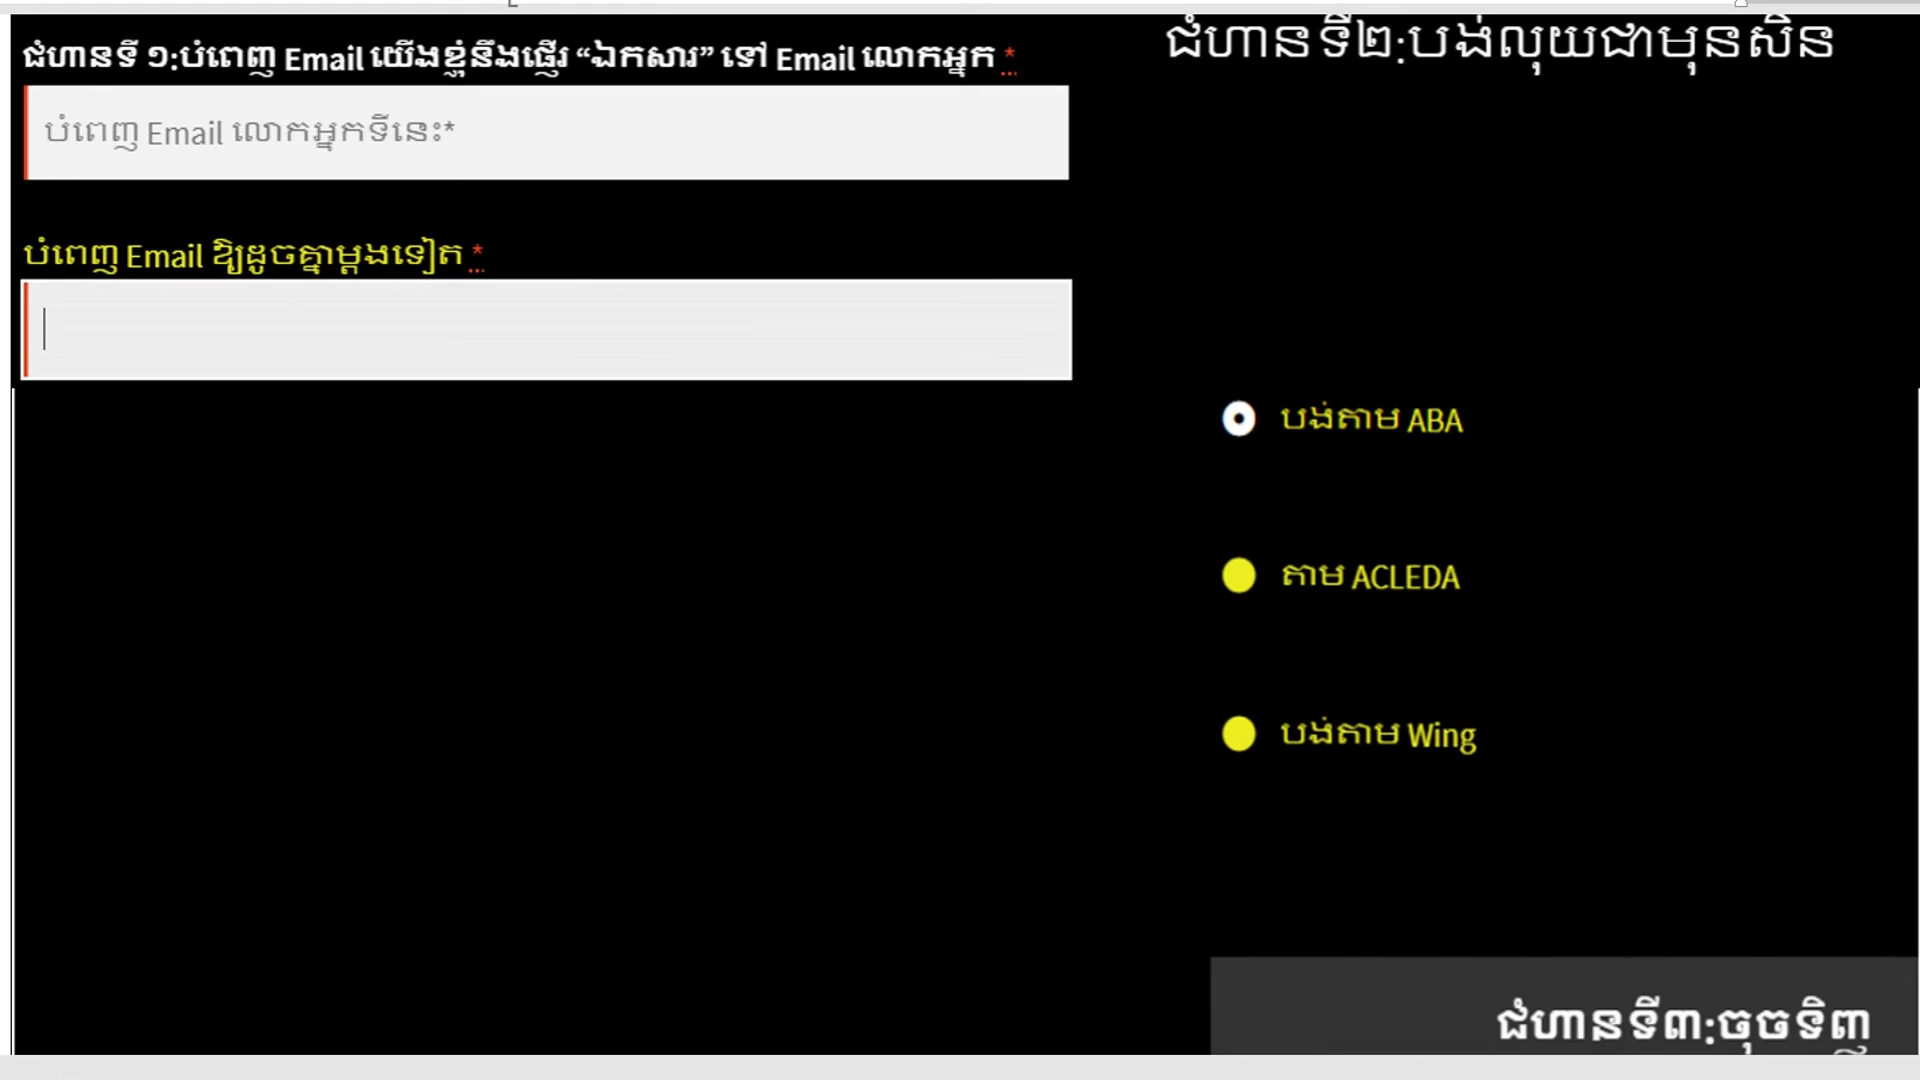 ជំហានទី ១:បំពេញ Email យើងខ្ញុំនឹងផ្ញើរ “ឯកសារ” ទៅ Email លោកអ្នក *
បំពេញ Email លោកអ្នកទីនេះ*
បំពេញ Email ឱ្យដូចគ្នាម្តងទៀត *
ជំហានទី២:បង់លុយជាមុនសិន
បង់តាម ABA
តាម ACLEDA
បង់តាម Wing
ជំហានទី៣:ចុចទិញ